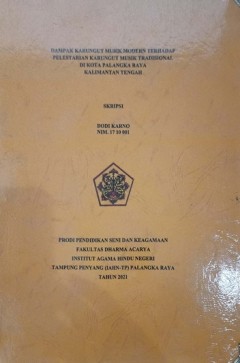 DAMPAK KARUNGUT MUSIK MODERN TERHADAP
PELESTARIAN KARUNGUT MUSIK TRADISIONAL
DI KOTA PALANGKA RAYA
KALIMANTAN TENGAH
SKRIPSI
DODI KARNO
NIM. 17 10 001
PRODI PENDIDIKAN SENI DAN KEAGAMAAN
FAKULTAS DHARMA ACARYA
INSTITUT AGAMA HINDU NEGERI
TAMPUNG PENYANG (IAHN-TP) PALANGKA RAYA
TAHUN 2021